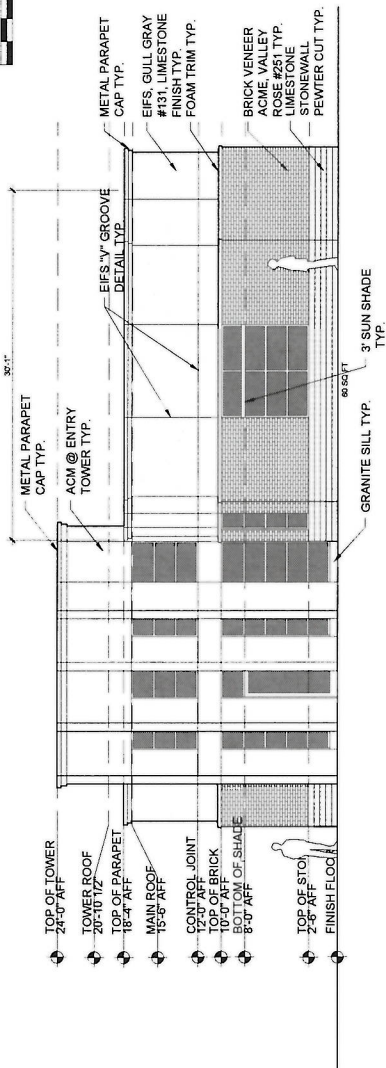 TOP OF TOWER
24'-0" AFF
TOWER ROOF
20'-10 1/2"
TOP OF PARAPET
18'-4" AFF
MAIN ROOF
15'-6" AFF
CONTROL JOINT
12'-0" AFF
TOP OF BRICK
10'-0" AFF
BOTTOM OF SHADE
8'-0" AFF
TOP OF STO
2'-6" AFF
FINISH FLOO
METAL PARAPET
CAP TYP.
ACM @ ENTRY
TOWER TYP.
30'-1"
EIFS "V" GROOVE
DETAIL TYP.
METAL PARAPET
CAP TYP.
EIFS, GULL GRAY
#131, LIMESTONE
FINISH TYP.
FOAM TRIM TYP.
BRICK VENEER
ACME, VALLEY
ROSE #251 TYP.
LIMESTONE
STONEWALL
PEWTER CUT TYP.
60 SQ FT
GRANITE SILL TYP.
3' SUN SHADE
TYP.